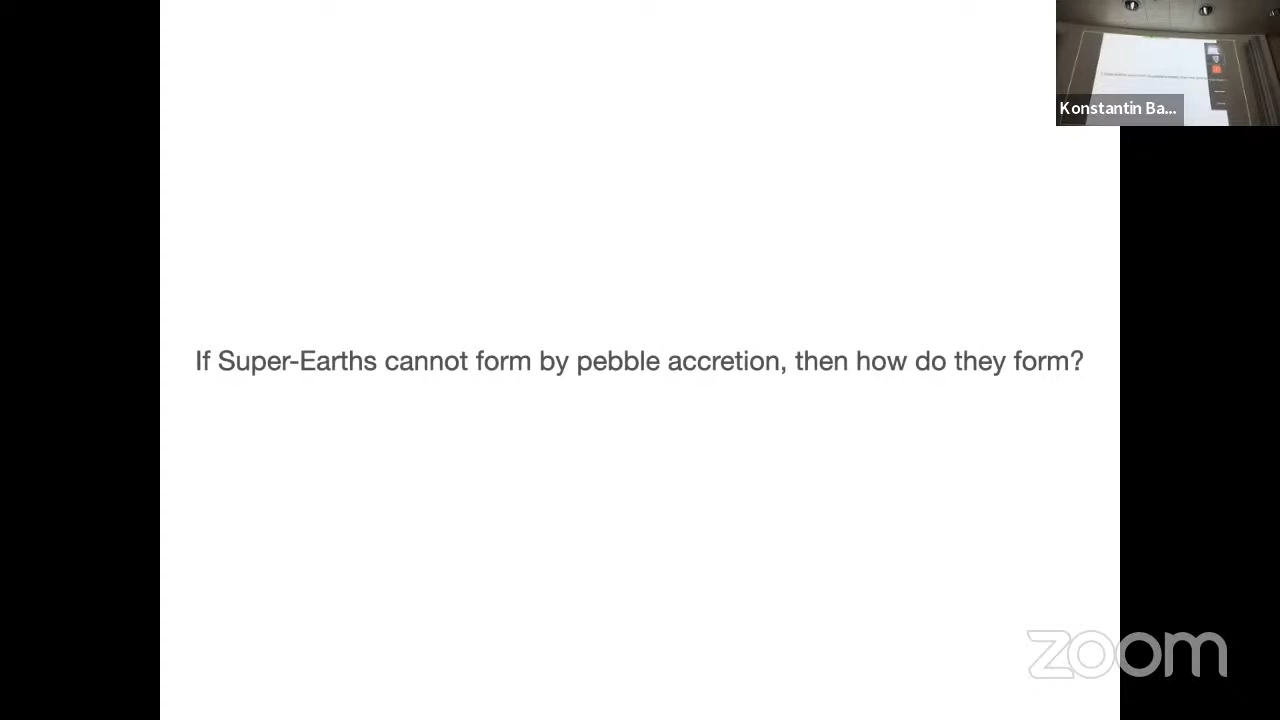 Konstantin Ba...
If Super-Earths cannot form by pebble accretion, then how do they form?
zoom